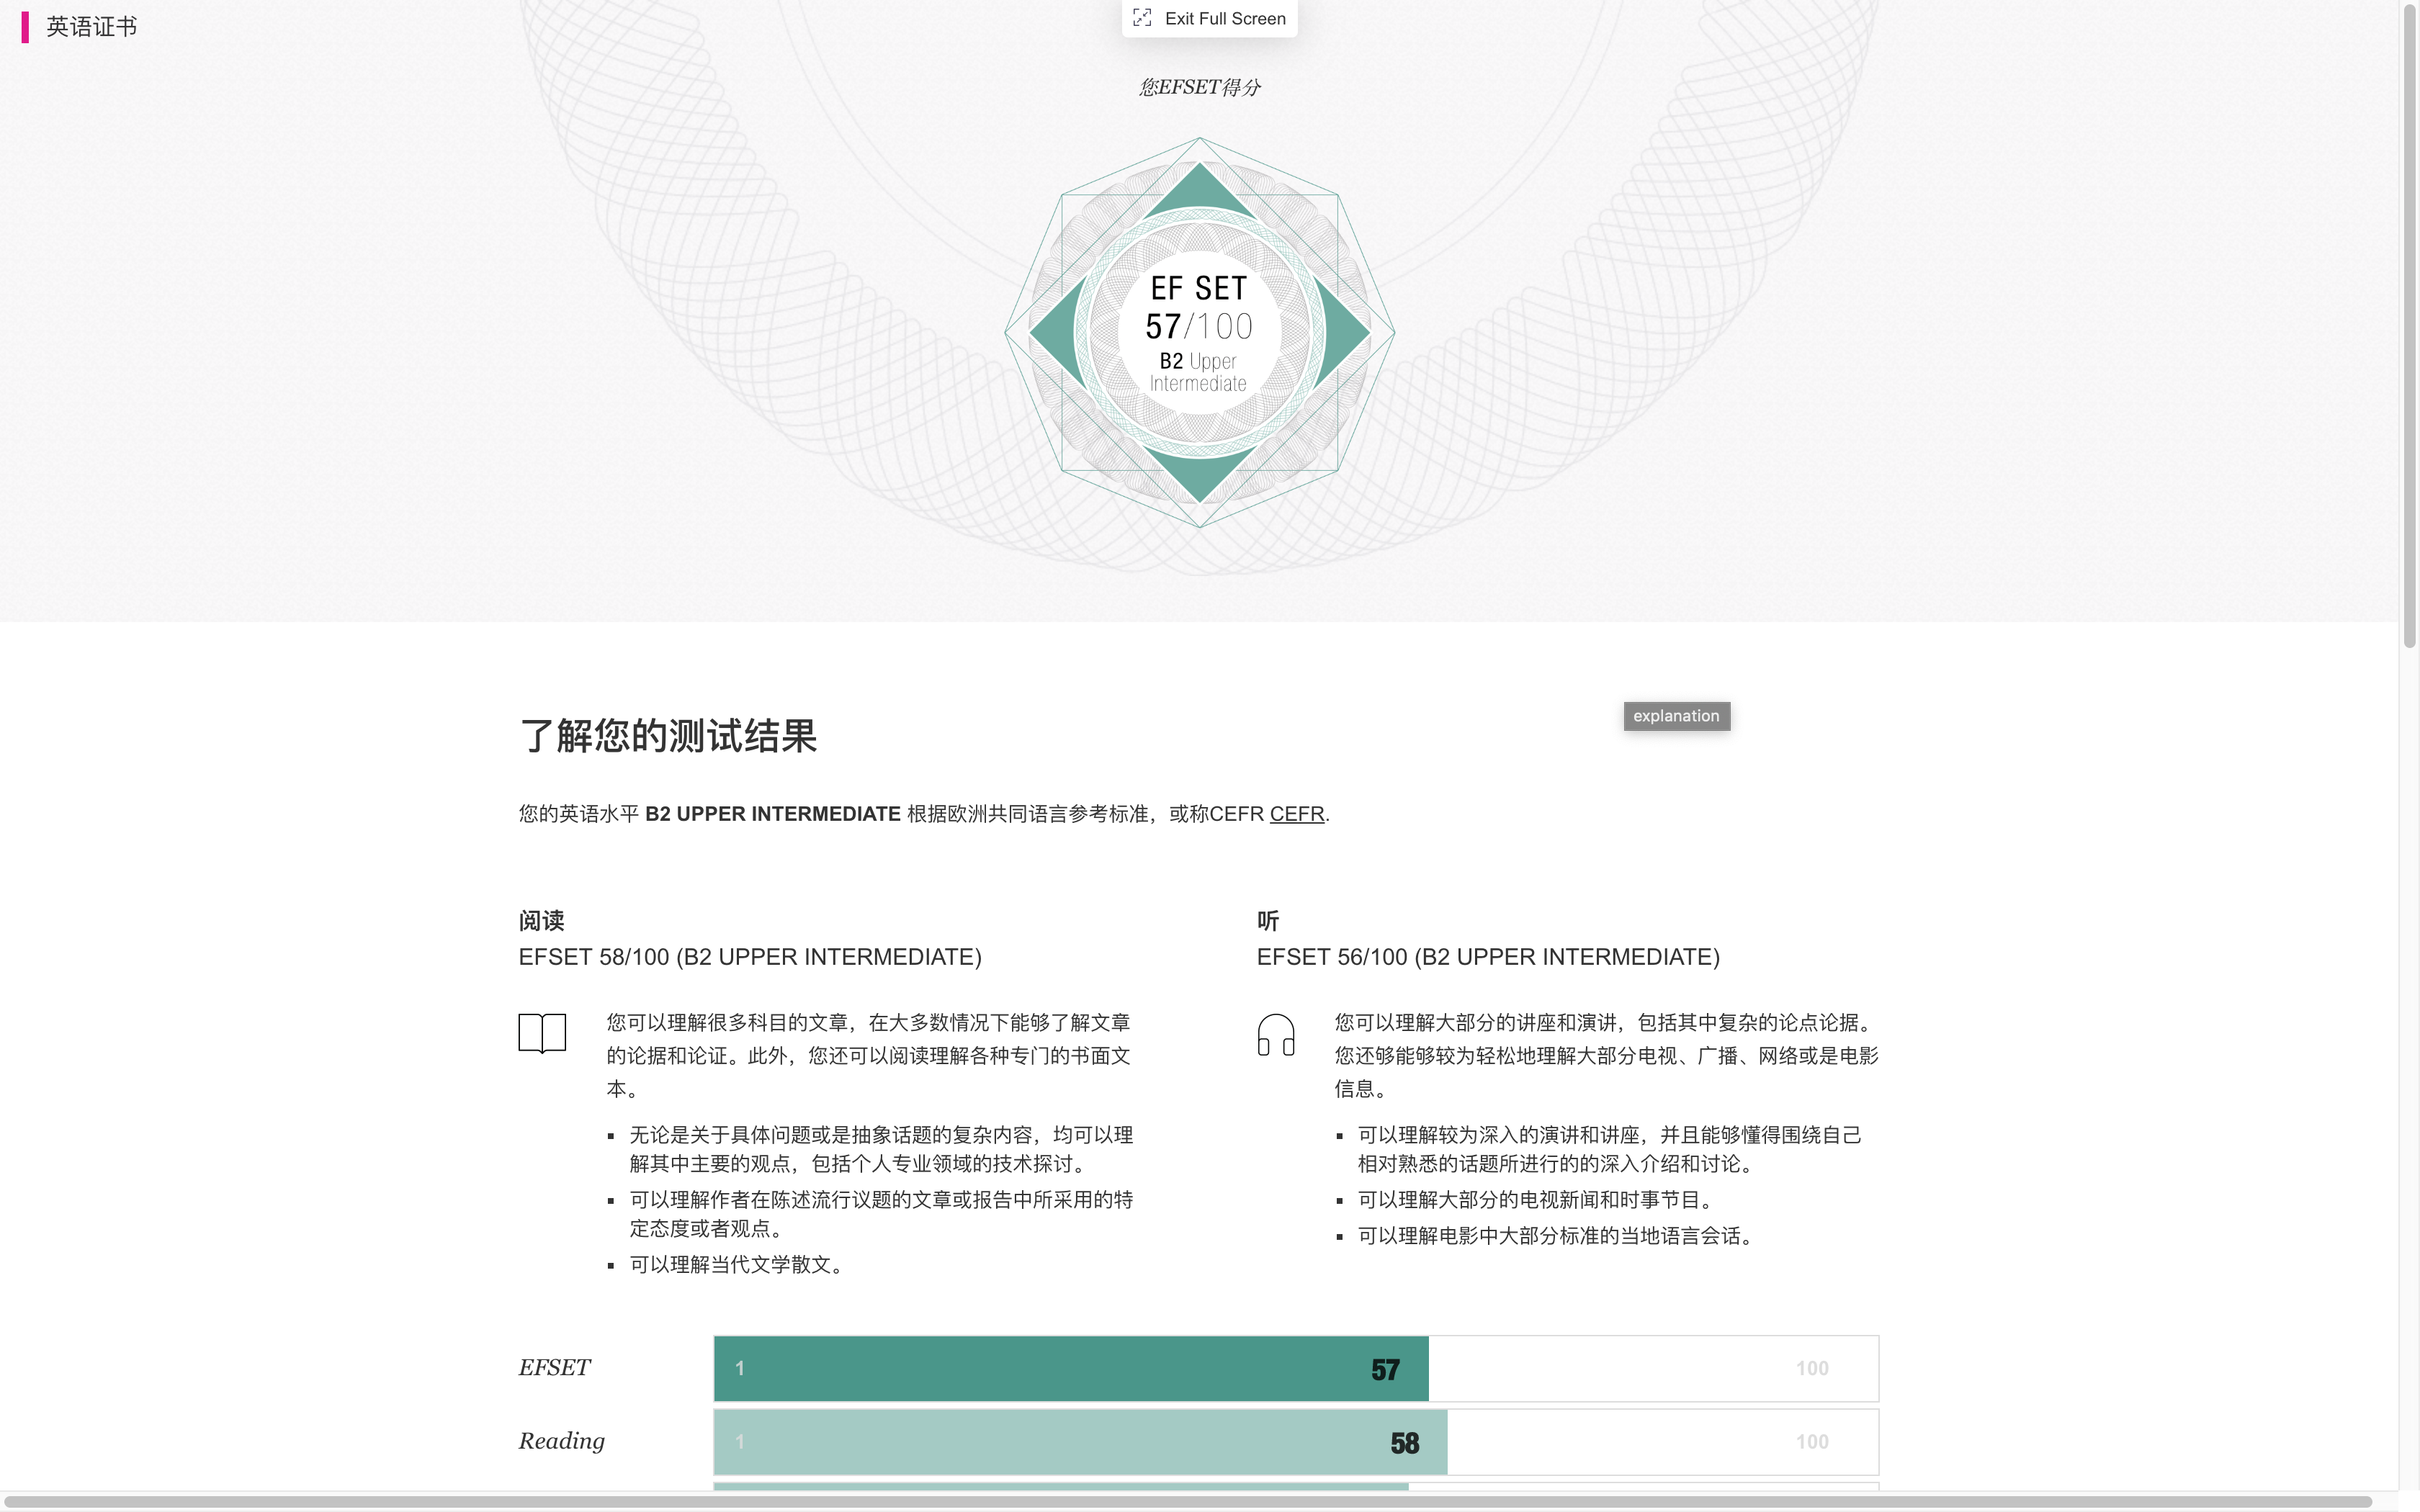 英语证书
Exit Full Screen
您EFSET得分
EF SET
57/100
B2 Upper
Intermediate
了解您的测试结果
explanation
您的英语水平 B2 UPPER INTERMEDIATE 根据欧洲共同语言参考标准，或称CEFR CEFR.
阅读
EFSET 58/100 (B2 UPPER INTERMEDIATE)
您可以理解很多科目的文章，在大多数情况下能够了解文章
的论据和论证。此外，您还可以阅读理解各种专门的书面文
本。
▪ 无论是关于具体问题或是抽象话题的复杂内容，均可以理
解其中主要的观点，包括个人专业领域的技术探讨。
▪ 可以理解作者在陈述流行议题的文章或报告中所采用的特
定态度或者观点。
▪ 可以理解当代文学散文。
听
EFSET 56/100 (B2 UPPER INTERMEDIATE)
您可以理解大部分的讲座和演讲，包括其中复杂的论点论据。
您还够能够较为轻松地理解大部分电视、广播、网络或是电影
信息。
▪ 可以理解较为深入的演讲和讲座，并且能够懂得围绕自己
相对熟悉的话题所进行的的深入介绍和讨论。
▪ 可以理解大部分的电视新闻和时事节目。
▪ 可以理解电影中大部分标准的当地语言会话。
EFSET 1 57 100
Reading 1 58 100